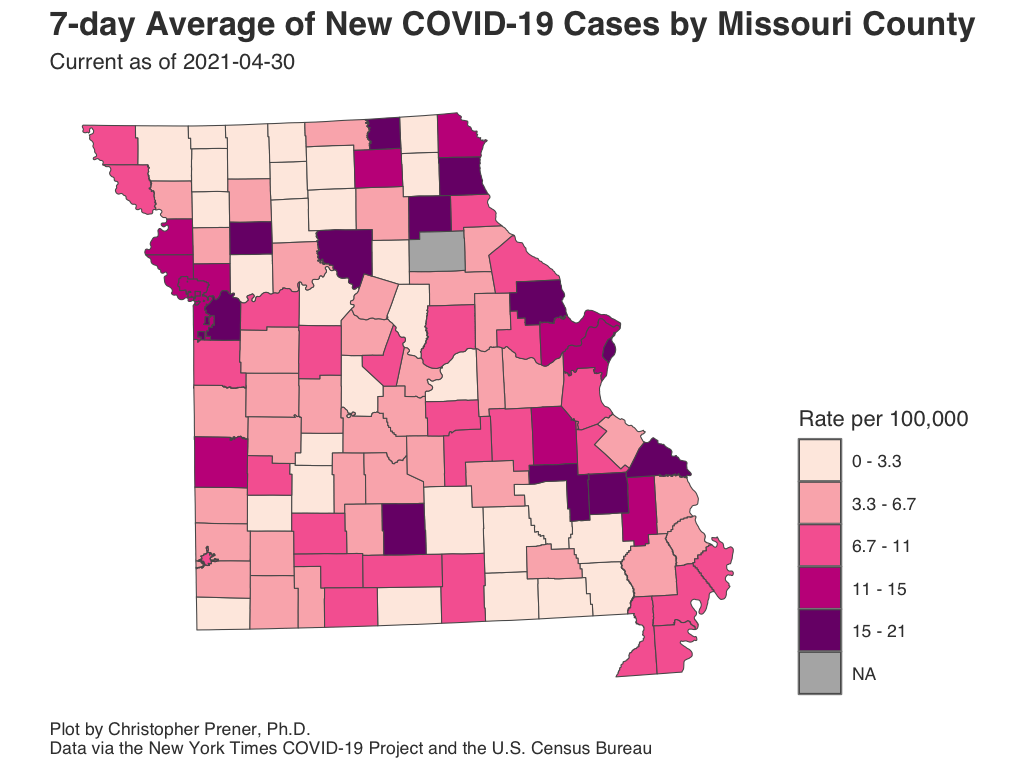 7-day Average of New COVID-19 Cases by Missouri County
Current as of 2021-04-30
Rate per 100,000
0 - 3.3
3.3 - 6.7
6.7 - 11
11 - 15
15 - 21
NA
Plot by Christopher Prener, Ph.D.
Data via the New York Times COVID-19 Project and the U.S. Census Bureau